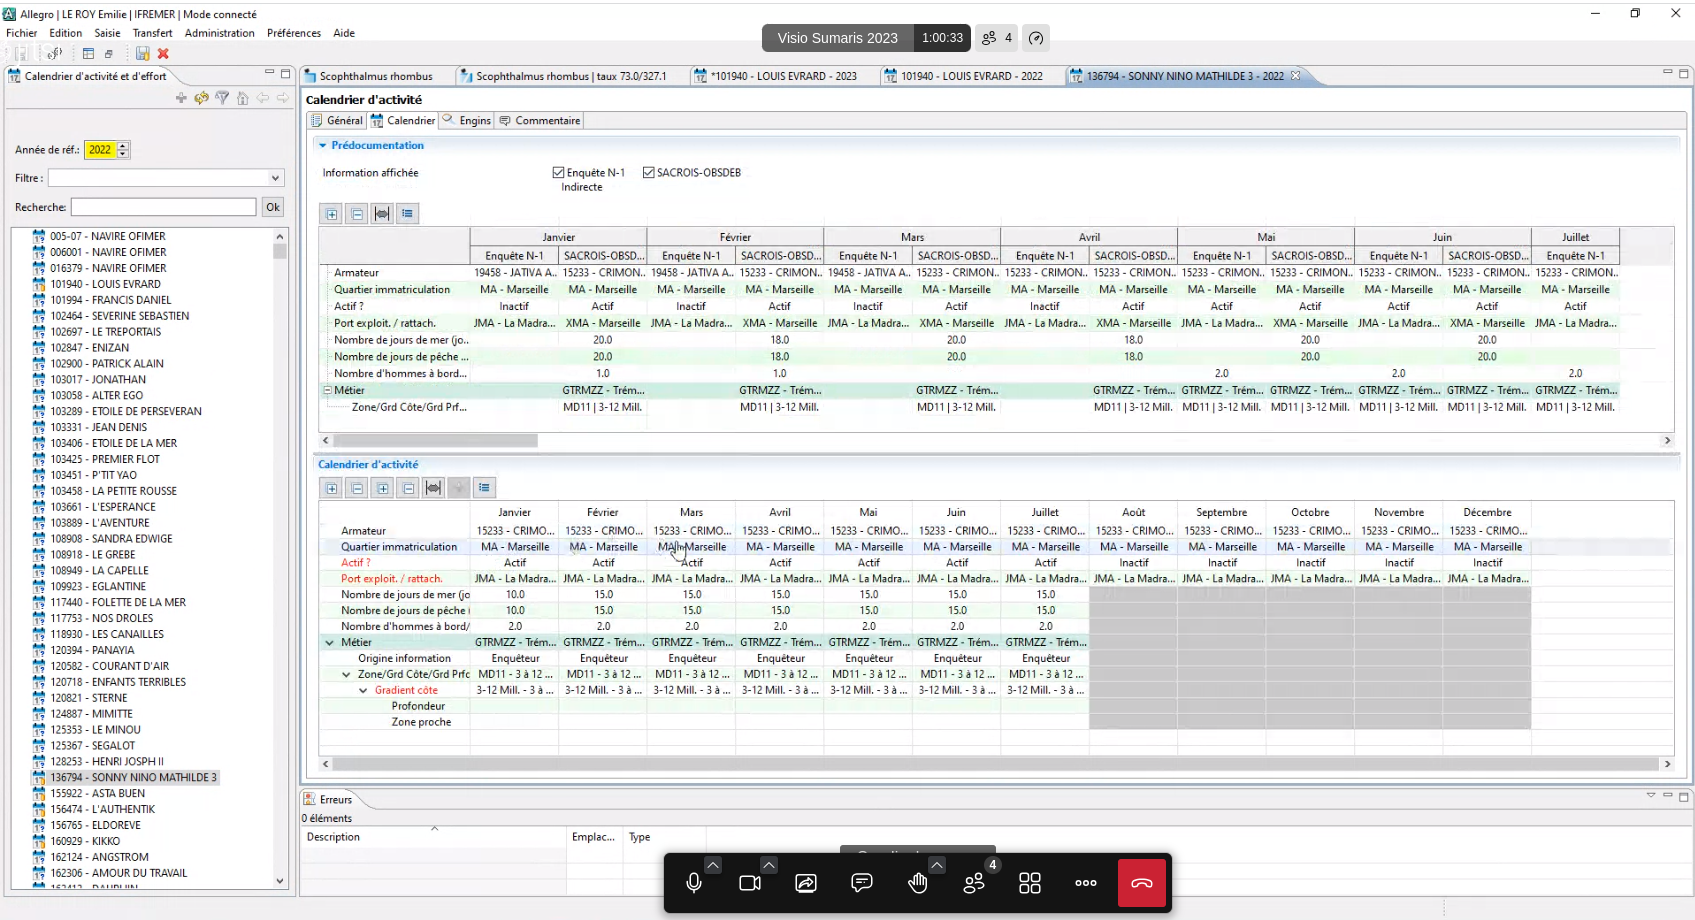 Allegro | LE ROY Emilie | IFREMER | Mode connecté
Fichier Edition Saisie Transfert Administration Préférences Aide
Visio Sumaris 2023 1:00:33 4
Calendrier d'activité et d'effort
Année de réf.: 2022
Filtre :
Recherche: Ok
005-07 - NAVIRE OFIMER
006001 - NAVIRE OFIMER
016379 - NAVIRE OFIMER
101940 - LOUIS EVRARD
101994 - FRANCIS DANIEL
102464 - SEVERINE SEBASTIEN
102697 - LE TREPORTAIS
102847 - ENIZAN
102900 - PATRICK ALAIN
103017 - JONATHAN
103058 - ALTER EGO
103289 - ETOILE DE PERSEVERAN
103331 - JEAN DENIS
103406 - ETOILE DE LA MER
103425 - PREMIER FLOT
103451 - P'TIT YAO
103458 - LA PETITE ROUSSE
103661 - L'ESPERANCE
103889 - L'AVENTURE
108908 - SANDRA EDWIGE
108918 - LE GREBE
108949 - LA CAPELLE
109923 - EGLANTINE
117440 - FOLETTE DE LA MER
117753 - NOS DROLES
118930 - LES CANAILLES
120394 - PANAYIA
120582 - COURANT D'AIR
120718 - ENFANTS TERRIBLES
120821 - STERNE
124887 - MIMITTE
125353 - LE MINOU
125367 - SEGALOT
128253 - HENRI JOSPH II
136794 - SONNY NINO MATHILDE 3
155922 - ASTA BUEN
156474 - L'AUTHENTIK
156765 - ELDOREVE
160929 - KIKKO
162124 - ANGSTROM
162306 - AMOUR DU TRAVAIL
Scophthalmus rhombus Scophthalmus rhombus | taux 73.0/327.1 *101940 - LOUIS EVRARD - 2023 101940 - LOUIS EVRARD - 2022 136794 - SONNY NINO MATHILDE 3 - 2022
Calendrier d'activité
Général Calendrier Engins Commentaire
Prédocumentation
Information affichée Enquête N-1 SACROIS-OBSDEB
Indirecte
Janvier Février Mars Avril Mai Juin Juillet
Enquête N-1 SACROIS-OBSD... Enquête N-1 SACROIS-OBSD... Enquête N-1 SACROIS-OBSD... Enquête N-1 SACROIS-OBSD... Enquête N-1 SACROIS-OBSD... Enquête N-1 SACROIS-OBSD... Enquête N-1
Armateur 19458 - JATIVA A.. 15233 - CRIMON.. 19458 - JATIVA A.. 15233 - CRIMON.. 19458 - JATIVA A.. 15233 - CRIMON.. 15233 - CRIMON.. 15233 - CRIMON.. 15233 - CRIMON.. 15233 - CRIMON.. 15233 - CRIMON.. 15233 - CRIMON.. 15233 - CRIMON..
Quartier immatriculation MA - Marseille MA - Marseille MA - Marseille MA - Marseille MA - Marseille MA - Marseille MA - Marseille MA - Marseille MA - Marseille MA - Marseille MA - Marseille MA - Marseille MA - Marseille
Actif ? Inactif Actif Inactif Actif Inactif Actif Inactif Actif Actif Actif Actif Actif Actif
Port exploit. / rattach. JMA - La Madra... XMA - Marseille JMA - La Madra... XMA - Marseille JMA - La Madra... XMA - Marseille JMA - La Madra... XMA - Marseille JMA - La Madra... XMA - Marseille JMA - La Madra... XMA - Marseille JMA - La Madra...
Nombre de jours de mer (jo... 20.0 18.0 20.0 18.0 20.0 20.0
Nombre de jours de pêche ... 20.0 18.0 20.0 18.0 20.0 20.0
Nombre d'hommes à bord... 1.0 1.0 2.0 2.0 2.0
Métier GTRMZZ - Trém... GTRMZZ - Trém... GTRMZZ - Trém... GTRMZZ - Trém... GTRMZZ - Trém... GTRMZZ - Trém... GTRMZZ - Trém... GTRMZZ - Trém... GTRMZZ - Trém...
Zone/Grd Côte/Grd Prf... MD11 | 3-12 Mill. MD11 | 3-12 Mill. MD11 | 3-12 Mill. MD11 | 3-12 Mill. MD11 | 3-12 Mill. MD11 | 3-12 Mill. MD11 | 3-12 Mill. MD11 | 3-12 Mill. MD11 | 3-12 Mill.
Calendrier d'activité
Janvier Février Mars Avril Mai Juin Juillet Août Septembre Octobre Novembre Décembre
Armateur 15233 - CRIMO... 15233 - CRIMO... 15233 - CRIMO... 15233 - CRIMO... 15233 - CRIMO... 15233 - CRIMO... 15233 - CRIMO... 15233 - CRIMO... 15233 - CRIMO... 15233 - CRIMO... 15233 - CRIMO... 15233 - CRIMO...
Quartier immatriculation MA - Marseille MA - Marseille MA - Marseille MA - Marseille MA - Marseille MA - Marseille MA - Marseille MA - Marseille MA - Marseille MA - Marseille MA - Marseille MA - Marseille
Actif ? Actif Actif Actif Actif Actif Actif Actif Inactif Inactif Inactif Inactif Inactif
Port exploit. / rattach. JMA - La Madra... JMA - La Madra... JMA - La Madra... JMA - La Madra... JMA - La Madra... JMA - La Madra... JMA - La Madra... JMA - La Madra... JMA - La Madra... JMA - La Madra... JMA - La Madra... JMA - La Madra...
Nombre de jours de mer (jo 10.0 15.0 15.0 15.0 15.0 15.0 15.0
Nombre de jours de pêche ( 10.0 15.0 15.0 15.0 15.0 15.0 15.0
Nombre d'hommes à bord/ 2.0 2.0 2.0 2.0 2.0 2.0 2.0
Métier GTRMZZ - Trém... GTRMZZ - Trém... GTRMZZ - Trém... GTRMZZ - Trém... GTRMZZ - Trém... GTRMZZ - Trém... GTRMZZ - Trém...
Origine information Enquêteur Enquêteur Enquêteur Enquêteur Enquêteur Enquêteur Enquêteur
Zone/Grd Côte/Grd Prfc MD11 - 3 à 12 ... MD11 - 3 à 12 ... MD11 - 3 à 12 ... MD11 - 3 à 12 ... MD11 - 3 à 12 ... MD11 - 3 à 12 ... MD11 - 3 à 12 ...
Gradient côte 3-12 Mill. - 3 à ... 3-12 Mill. - 3 à ... 3-12 Mill. - 3 à ... 3-12 Mill. - 3 à ... 3-12 Mill. - 3 à ... 3-12 Mill. - 3 à ... 3-12 Mill. - 3 à ...
Profondeur
Zone proche
Erreurs
0 éléments
Description Emplac... Type
4